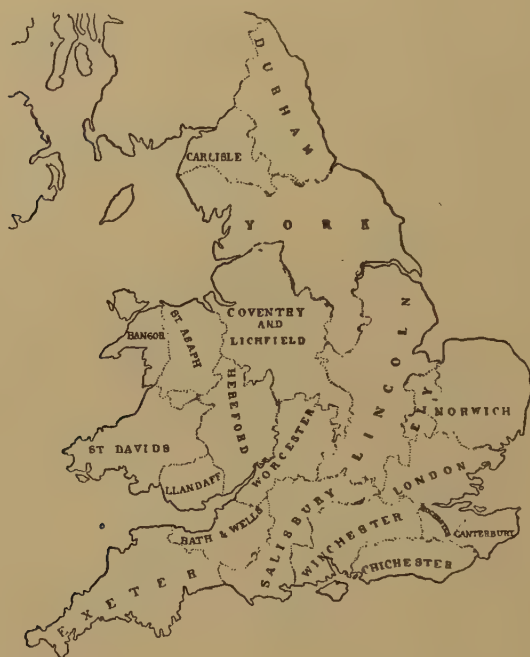 DURHAM
CARLISLE
YORK
COVENTRY
AND
LICHFIELD
LINCOLN
BANGOR
ST ASAPH
HEREFORD
WORCESTER
ELY
NORWICH
ST DAVIDS
LLANDAFF
LONDON
BATH & WELLS
SALISBURY
WINCHESTER
CANTERBURY
CHICHESTER
EXETER